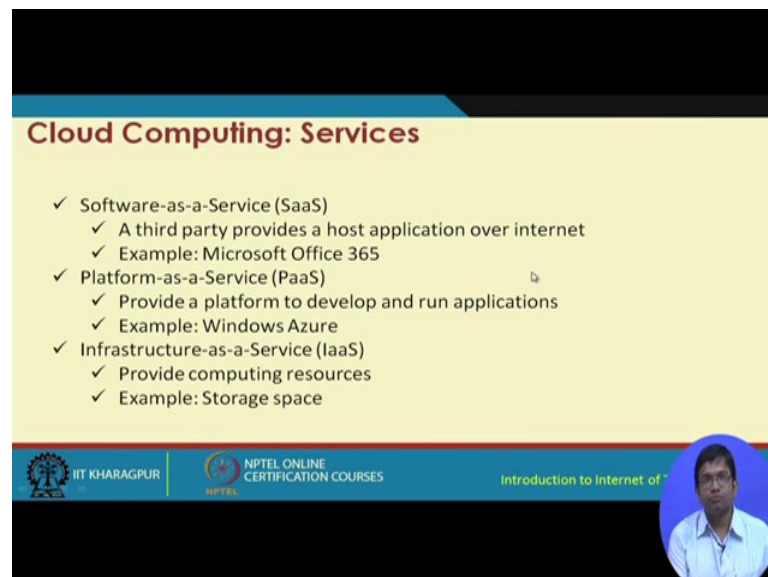 Cloud Computing: Services
✓ Software-as-a-Service (SaaS)
✓ A third party provides a host application over internet
✓ Example: Microsoft Office 365
✓ Platform-as-a-Service (PaaS)
✓ Provide a platform to develop and run applications
✓ Example: Windows Azure
✓ Infrastructure-as-a-Service (IaaS)
✓ Provide computing resources
✓ Example: Storage space
IIT KHARAGPUR
NPTEL
NPTEL ONLINE
CERTIFICATION COURSES
Introduction to Internet of